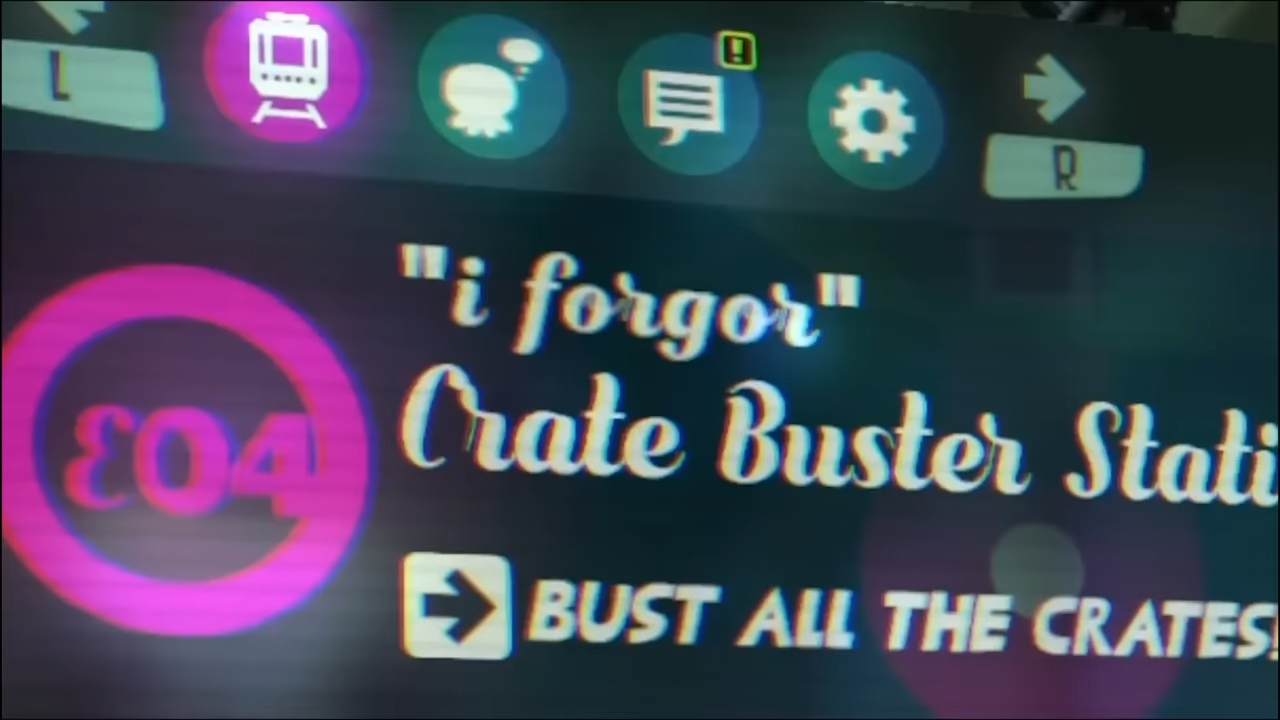 L
!
R
"i forgor"
Crate Buster Stati
E04
BUST ALL THE CRATES!